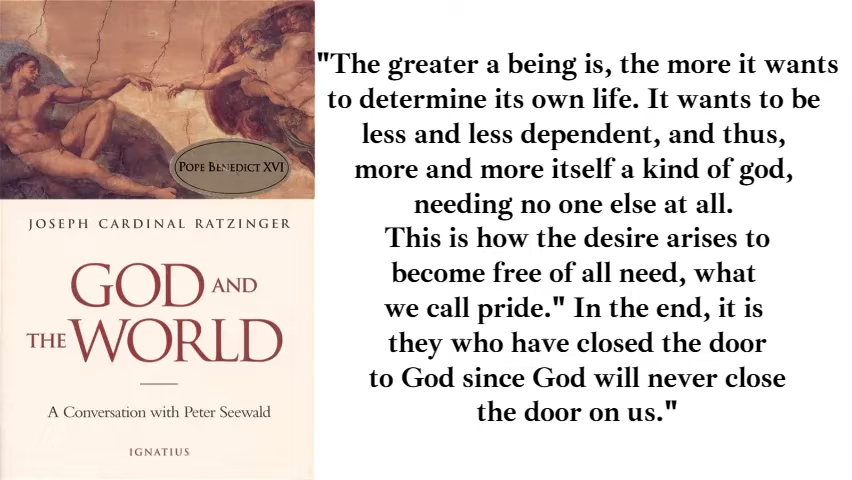 POPE BENEDICT XVI
JOSEPH CARDINAL RATZINGER
GOD AND
THE WORLD
A Conversation with Peter Seewald
IGNATIUS
"The greater a being is, the more it wants
to determine its own life. It wants to be
less and less dependent, and thus,
more and more itself a kind of god,
needing no one else at all.
This is how the desire arises to
become free of all need, what
we call pride." In the end, it is
they who have closed the door
to God since God will never close
the door on us."